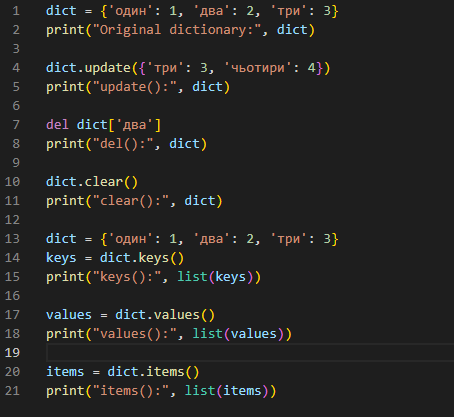 1 dict = {'один': 1, 'два': 2, 'три': 3}
2 print("Original dictionary:", dict)
3
4 dict.update({'три': 3, 'чьотири': 4})
5 print("update():", dict)
6
7 del dict['два']
8 print("del():", dict)
9
10 dict.clear()
11 print("clear():", dict)
12
13 dict = {'один': 1, 'два': 2, 'три': 3}
14 keys = dict.keys()
15 print("keys():", list(keys))
16
17 values = dict.values()
18 print("values():", list(values))
19
20 items = dict.items()
21 print("items():", list(items))